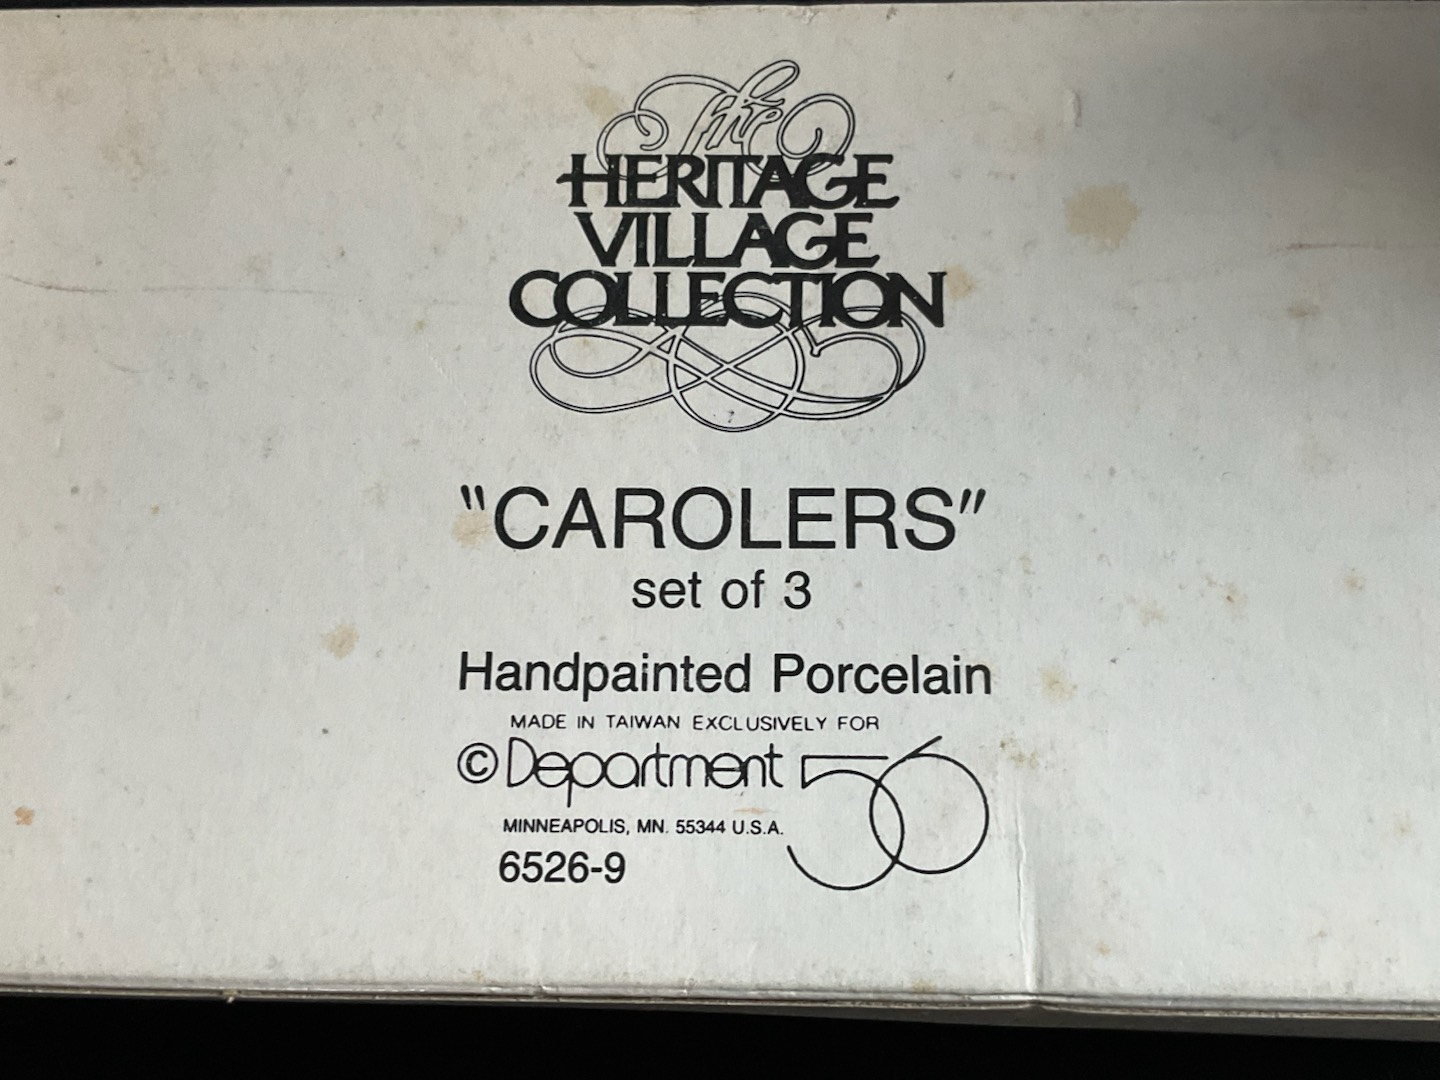 The
HERITAGE
VILLAGE
COLLECTION
"CAROLERS"
set of 3
Handpainted Porcelain
MADE IN TAIWAN EXCLUSIVELY FOR
© Department 56
MINNEAPOLIS, MN. 55344 U.S.A.
6526-9